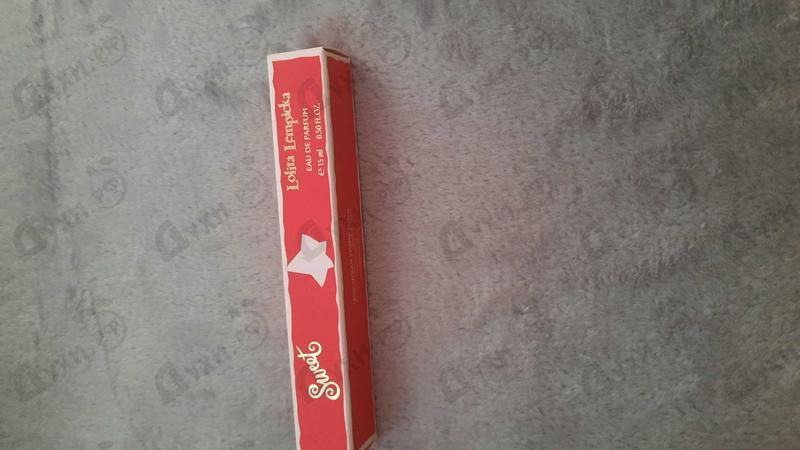 Lolita Lempicka
EAU DE PARFUM
e 15 ml 0.50 FL.OZ.
Sweet